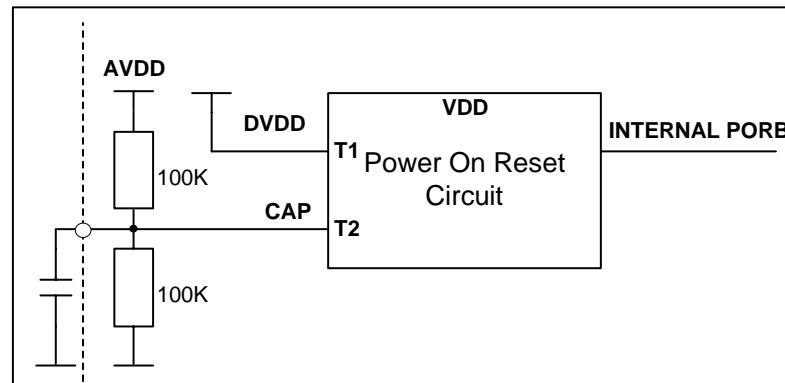 AVDD
VDD
DVDD
INTERNAL PORB
T1
Power On Reset
Circuit
100K
CAP
T2
100K